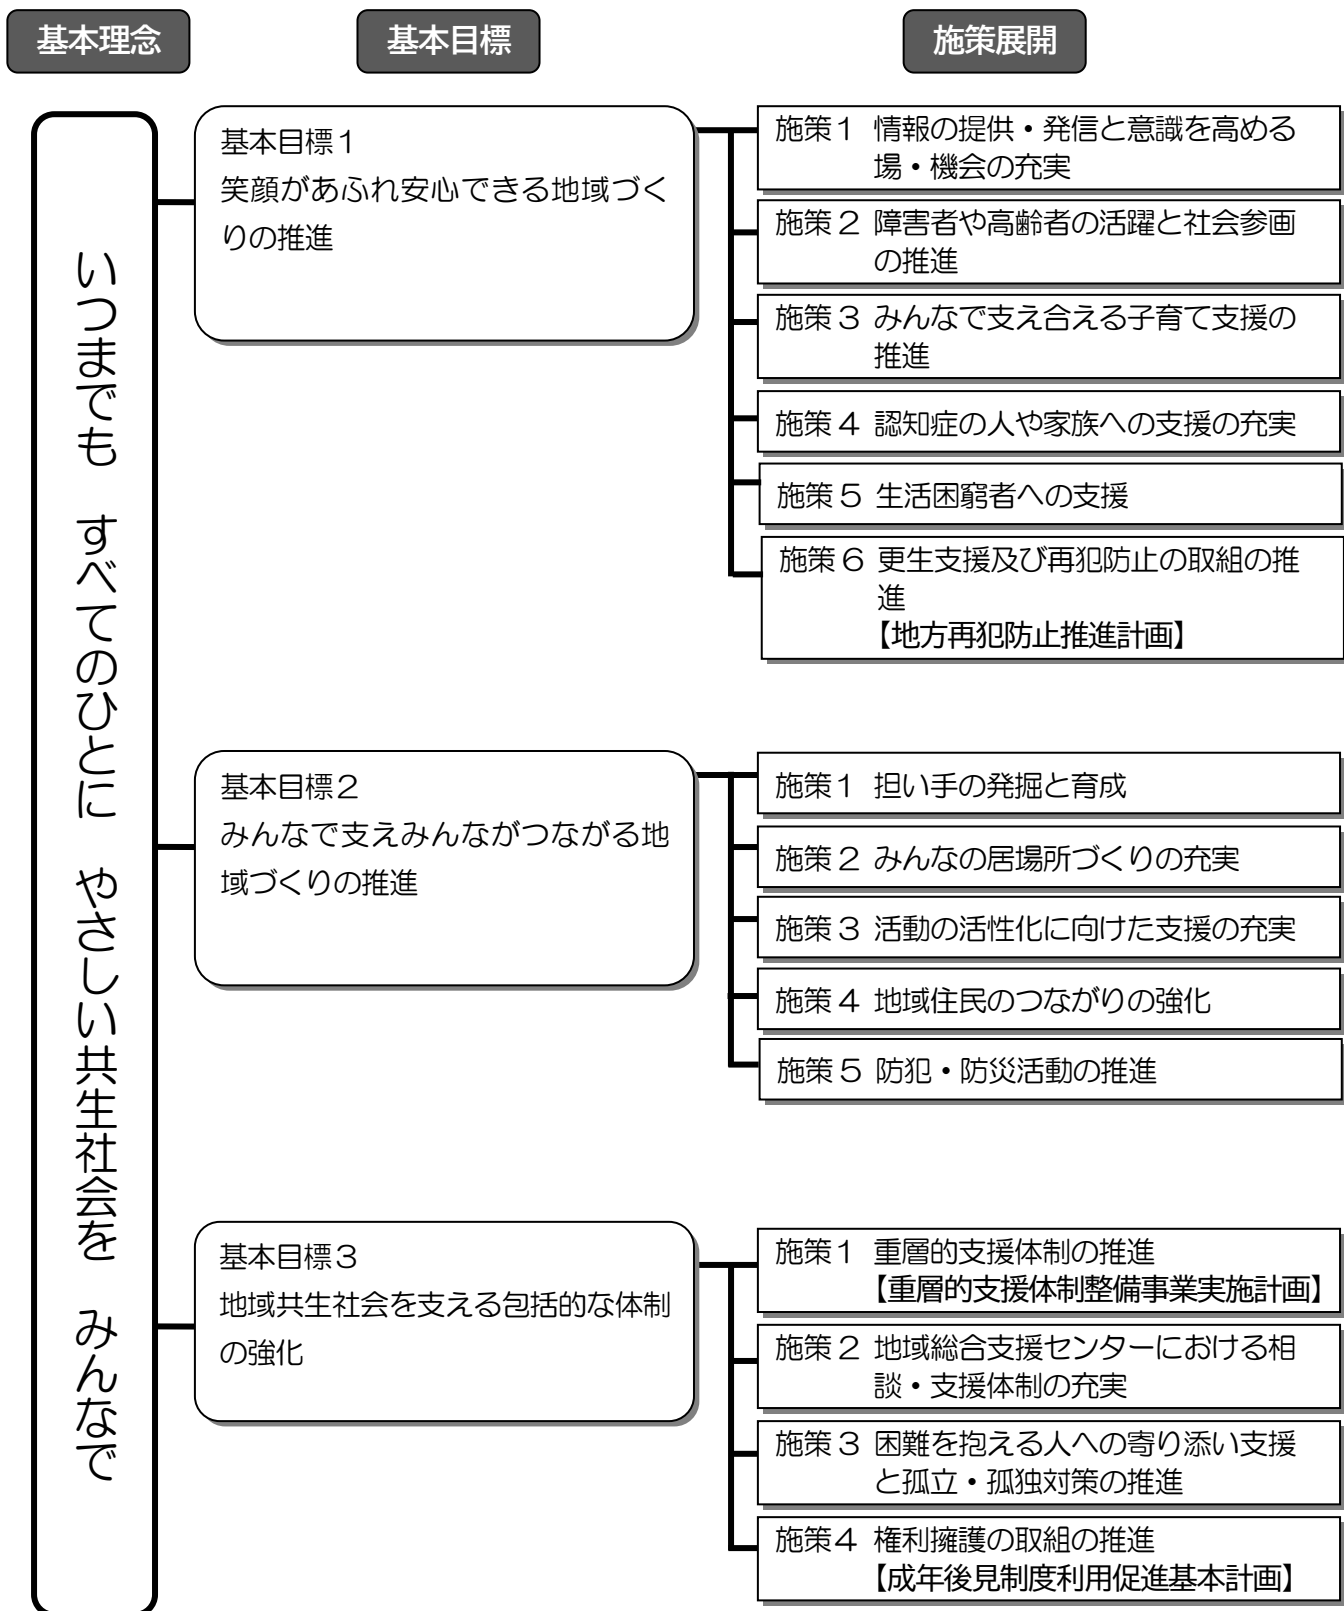 基本理念
基本目標
施策展開
いつまでも すべてのひとに やさしい共生社会を みんなで
基本目標1
笑顔があふれ安心できる地域づく
りの推進
施策1 情報の提供・発信と意識を高める
場・機会の充実
施策2 障害者や高齢者の活躍と社会参画
の推進
施策3 みんなで支え合える子育て支援の
推進
施策4 認知症の人や家族への支援の充実
施策5 生活困窮者への支援
施策6 更生支援及び再犯防止の取組の推
進
【地方再犯防止推進計画】
基本目標2
みんなで支えみんながつながる地
域づくりの推進
施策1 担い手の発掘と育成
施策2 みんなの居場所づくりの充実
施策3 活動の活性化に向けた支援の充実
施策4 地域住民のつながりの強化
施策5 防犯・防災活動の推進
基本目標3
地域共生社会を支える包括的な体制
の強化
施策1 重層的支援体制の推進
【重層的支援体制整備事業実施計画】
施策2 地域総合支援センターにおける相
談・支援体制の充実
施策3 困難を抱える人への寄り添い支援
と孤立・孤独対策の推進
施策4 権利擁護の取組の推進
【成年後見制度利用促進基本計画】